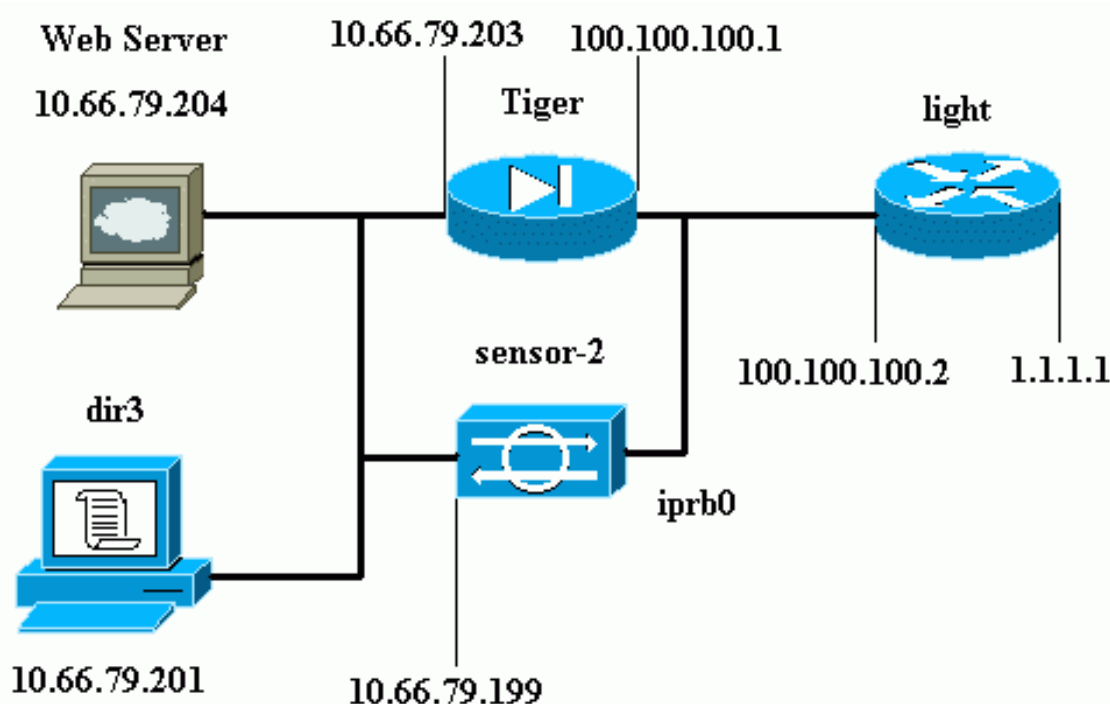 Web Server
10.66.79.204
10.66.79.203
100.100.100.1
Tiger
light
sensor-2
100.100.100.2
1.1.1.1
dir3
iprb0
10.66.79.201
10.66.79.199